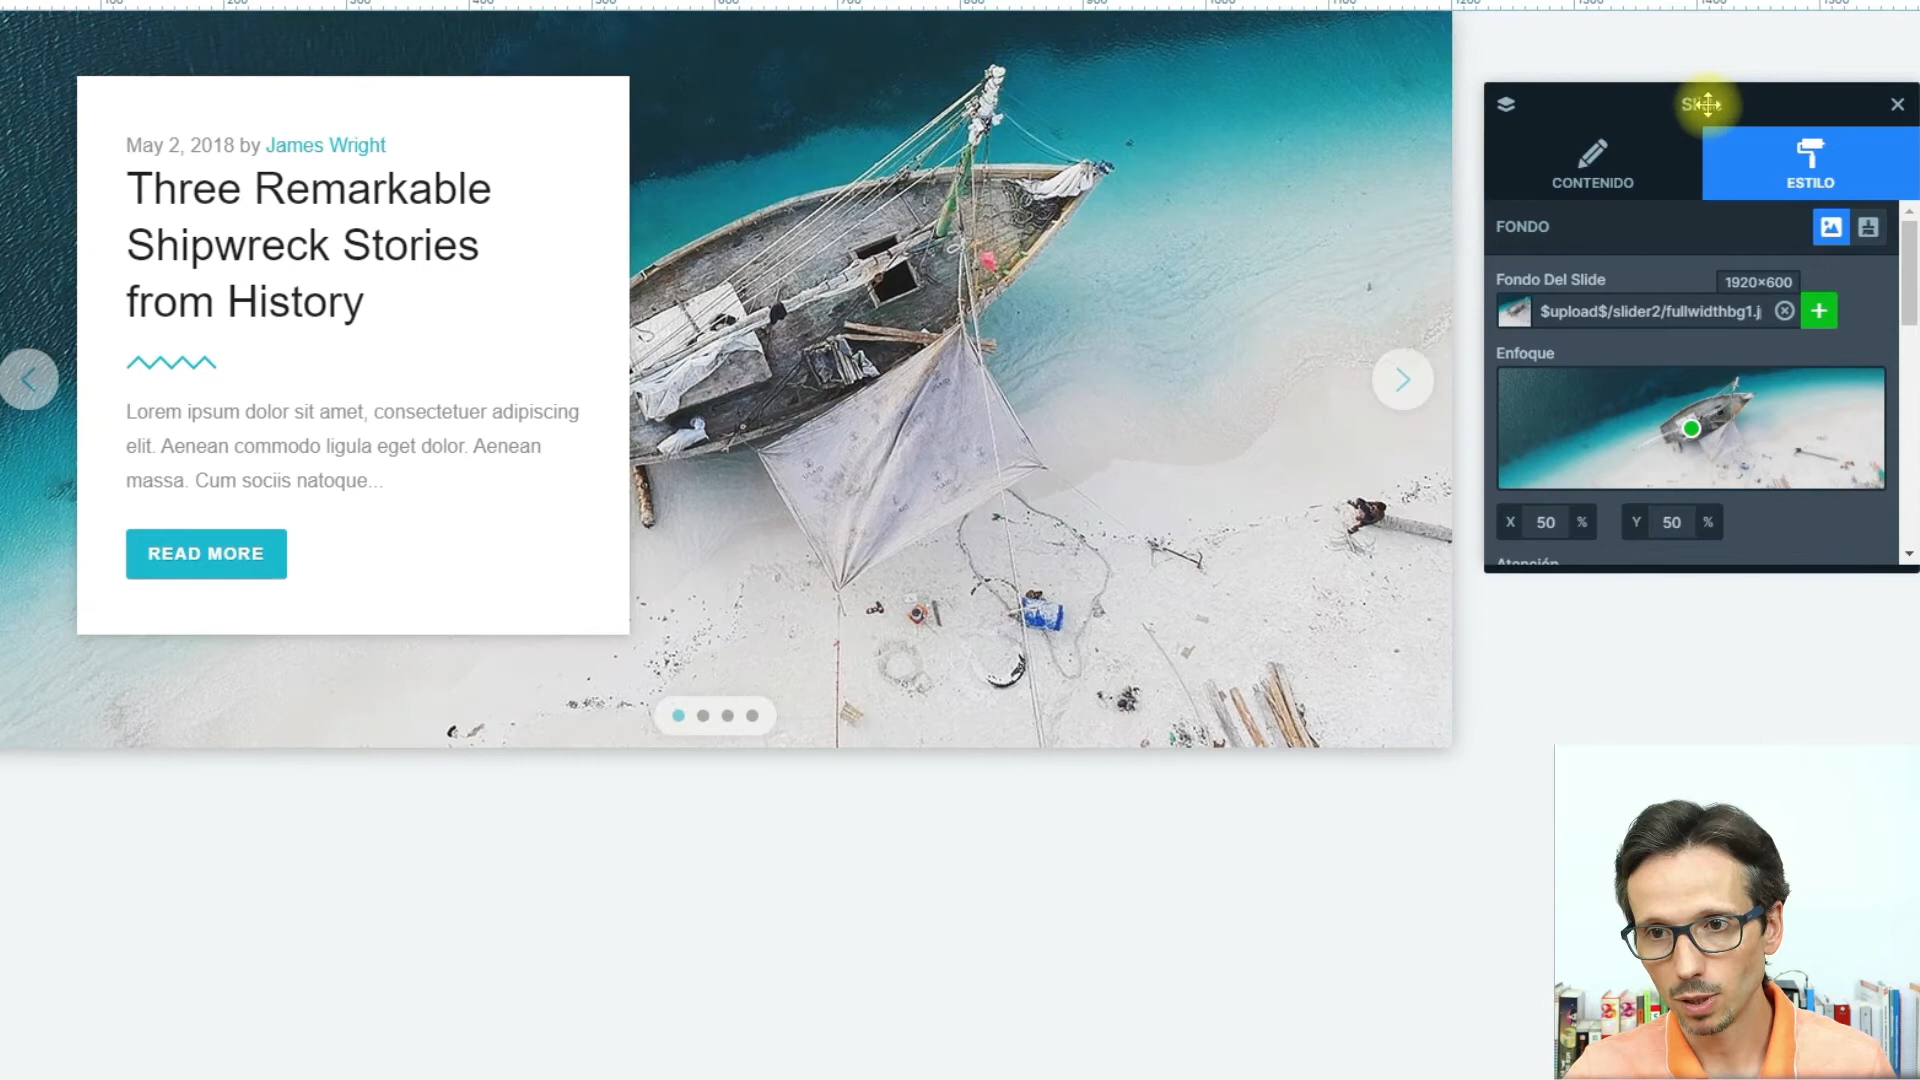 May 2, 2018 by James Wright
Three Remarkable
Shipwreck Stories
from History
Lorem ipsum dolor sit amet, consectetuer adipiscing
elit. Aenean commodo ligula eget dolor. Aenean
massa. Cum sociis natoque...
READ MORE
CONTENIDO
ESTILO
FONDO
Fondo Del Slide
1920×600
$upload$/slider2/fullwidthbg1.j
Enfoque
X 50 %
Y 50 %
Atención